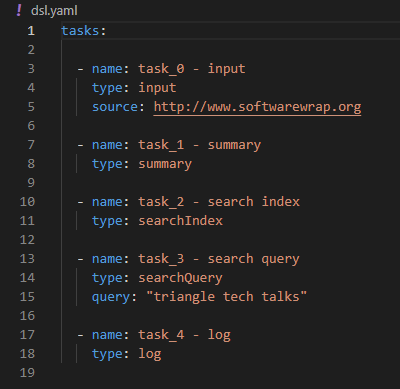 ! dsl.yaml
1 tasks:
2
3 - name: task_0 - input
4 type: input
5 source: http://www.softwarewrap.org
6
7 - name: task_1 - summary
8 type: summary
9
10 - name: task_2 - search index
11 type: searchIndex
12
13 - name: task_3 - search query
14 type: searchQuery
15 query: "triangle tech talks"
16
17 - name: task_4 - log
18 type: log
19